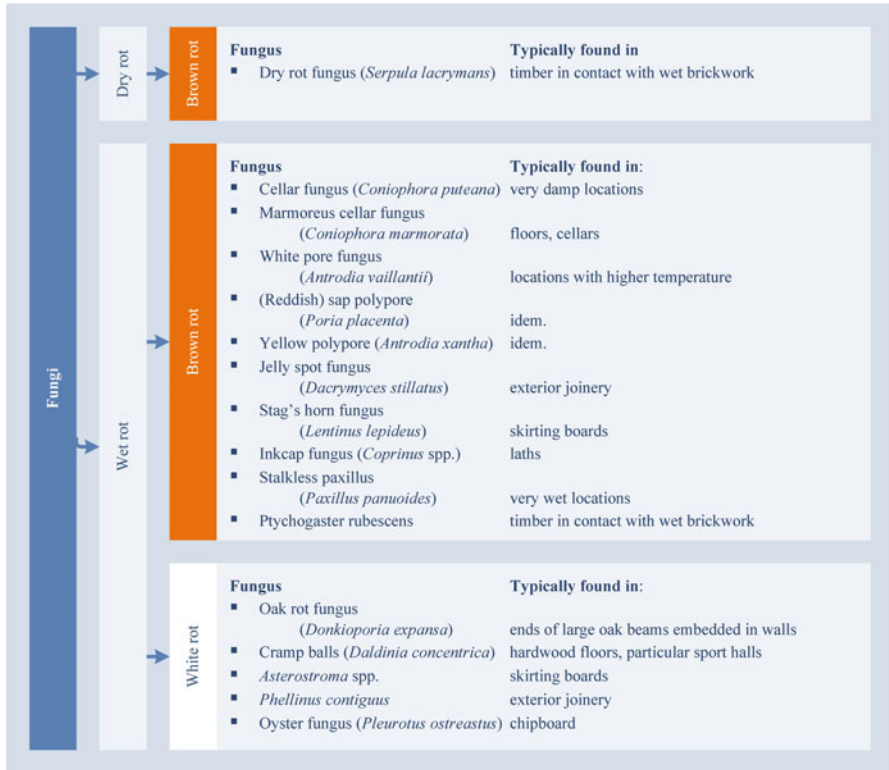 Fungi
Dry rot
Brown rot
Fungus Typically found in
▪ Dry rot fungus (Serpula lacrymans) timber in contact with wet brickwork
Wet rot
Brown rot
Fungus Typically found in:
▪ Cellar fungus (Coniophora puteana) very damp locations
▪ Marmoreus cellar fungus
(Coniophora marmorata) floors, cellars
▪ White pore fungus
(Antrodia vaillantii) locations with higher temperature
▪ (Reddish) sap polypore
(Poria placenta) idem.
▪ Yellow polypore (Antrodia xantha) idem.
▪ Jelly spot fungus
(Dacrymyces stillatus) exterior joinery
▪ Stag’s horn fungus
(Lentinus lepideus) skirting boards
▪ Inkcap fungus (Coprinus spp.) laths
▪ Stalkless paxillus
(Paxillus panuoides) very wet locations
▪ Ptychogaster rubescens timber in contact with wet brickwork
White rot
Fungus Typically found in:
▪ Oak rot fungus
(Donkioporia expansa) ends of large oak beams embedded in walls
▪ Cramp balls (Daldinia concentrica) hardwood floors, particular sport halls
▪ Asterostroma spp. skirting boards
▪ Phellinus contiguus exterior joinery
▪ Oyster fungus (Pleurotus ostreastus) chipboard